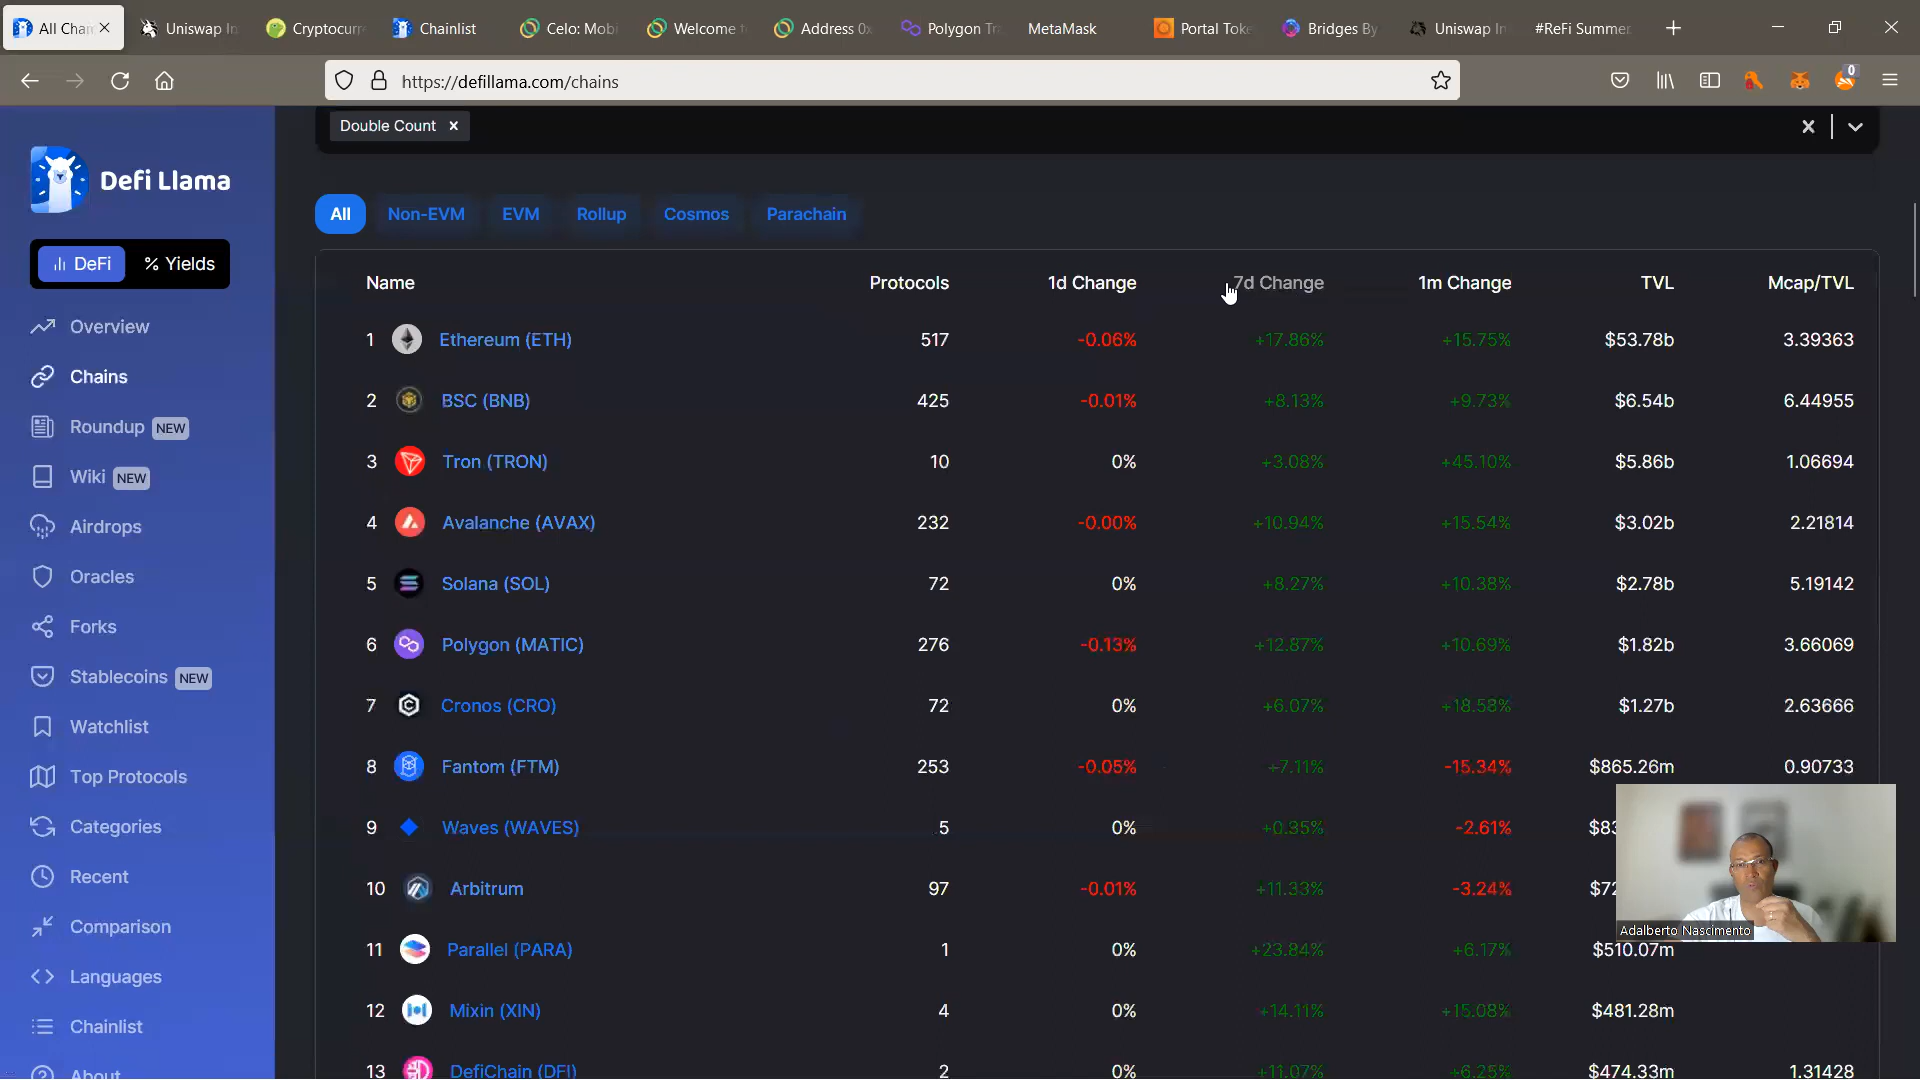 All Chai
Uniswap In
Cryptocurr
Chainlist
Celo: Mobi
Welcome t
Address 0x
Polygon Tr
MetaMask
Portal Toke
Bridges By
Uniswap In
#ReFi Summer
https://defillama.com/chains
0
Defi Llama
DeFi
% Yields
Overview
Chains
Roundup NEW
Wiki NEW
Airdrops
Oracles
Forks
Stablecoins NEW
Watchlist
Top Protocols
Categories
Recent
Comparison
Languages
Chainlist
About
Double Count
All Non-EVM EVM Rollup Cosmos Parachain
Name Protocols 1d Change 7d Change 1m Change TVL Mcap/TVL
1 Ethereum (ETH) 517 -0.06% +17.86% +15.75% $53.78b 3.39363
2 BSC (BNB) 425 -0.01% +8.13% +9.73% $6.54b 6.44955
3 Tron (TRON) 10 0% +3.08% +45.10% $5.86b 1.06694
4 Avalanche (AVAX) 232 -0.00% +10.94% +15.54% $3.02b 2.21814
5 Solana (SOL) 72 0% +8.27% +10.38% $2.78b 5.19142
6 Polygon (MATIC) 276 -0.13% +12.87% +10.69% $1.82b 3.66069
7 Cronos (CRO) 72 0% +6.07% +18.58% $1.27b 2.63666
8 Fantom (FTM) 253 -0.05% +7.11% -15.34% $865.26m 0.90733
9 Waves (WAVES) 5 0% +0.35% -2.61% $83
10 Arbitrum 97 -0.01% +11.33% -3.24% $72
11 Parallel (PARA) 1 0% +23.84% +6.17% $510.07m
12 Mixin (XIN) 4 0% +14.11% +15.08% $481.28m
13 DefiChain (DFI) 2 0% +11.07% +6.25% $474.33m 1.31428
Adalberto Nascimento